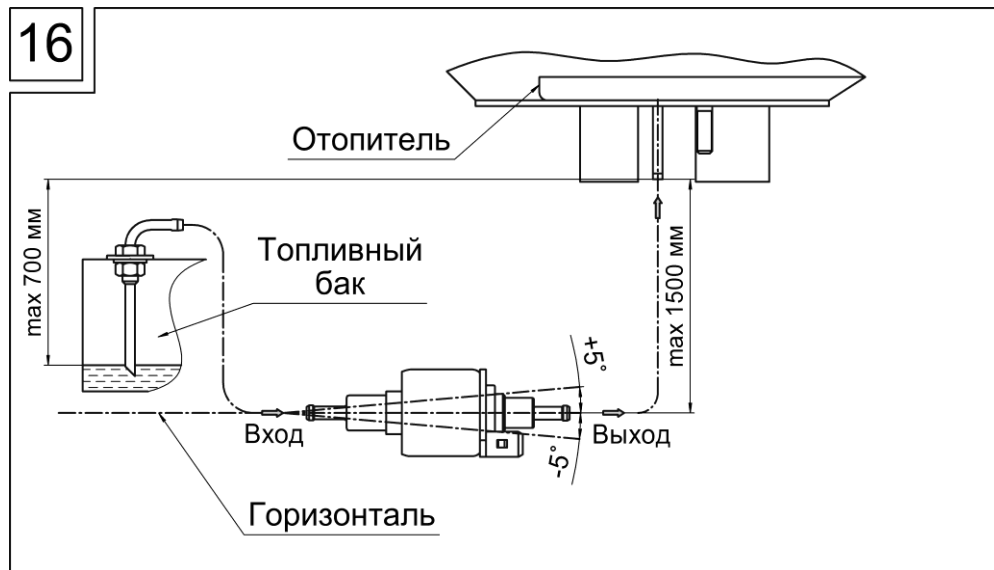 16
Отопитель
max 700 мм
Топливный
бак
max 1500 мм
+5°
Вход
Выход
-5°
Горизонталь